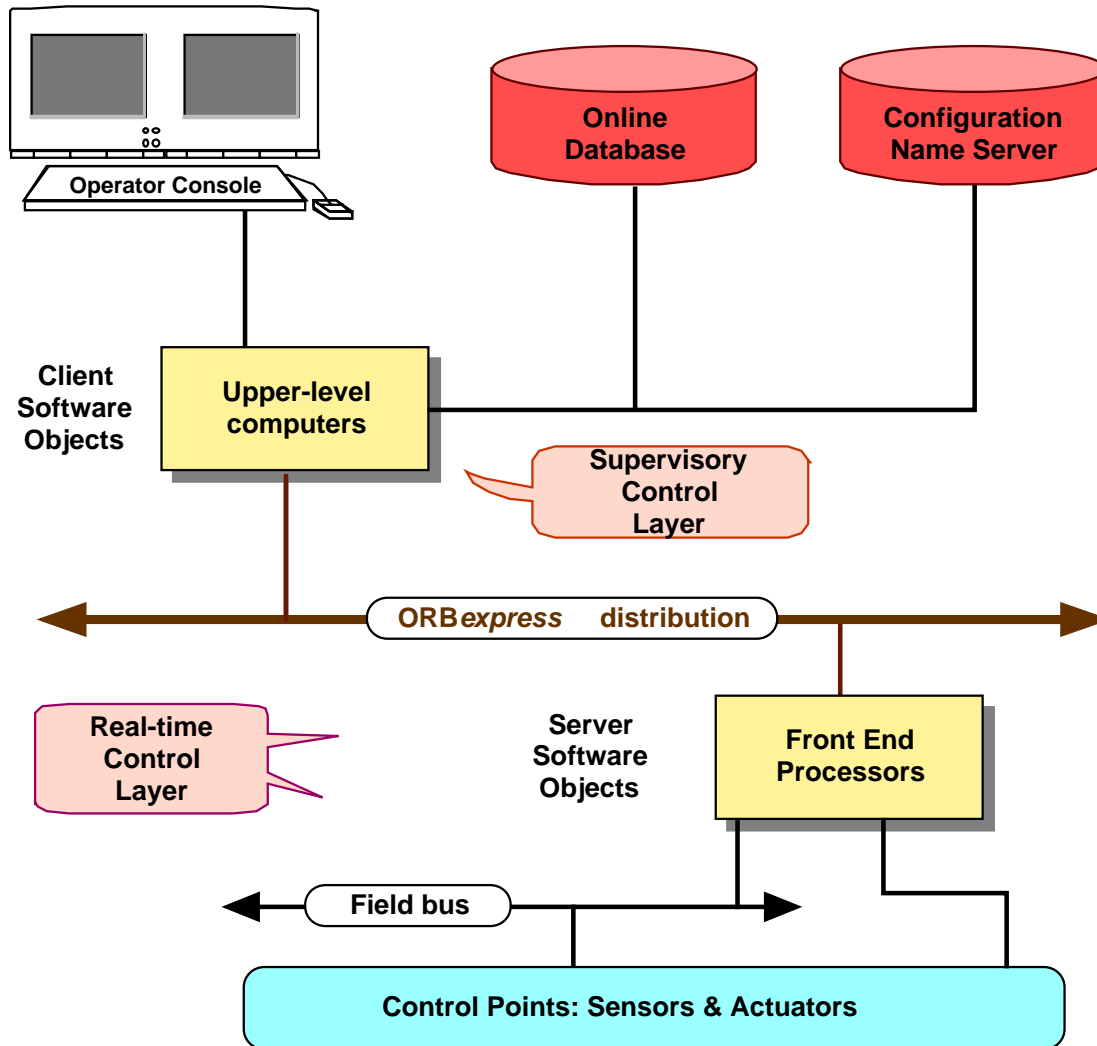 Operator Console
Online
Database
Configuration
Name Server
Client
Software
Objects
Upper-level
computers
Supervisory
Control
Layer
ORBexpress distribution
Real-time
Control
Layer
Server
Software
Objects
Front End
Processors
Field bus
Control Points: Sensors & Actuators